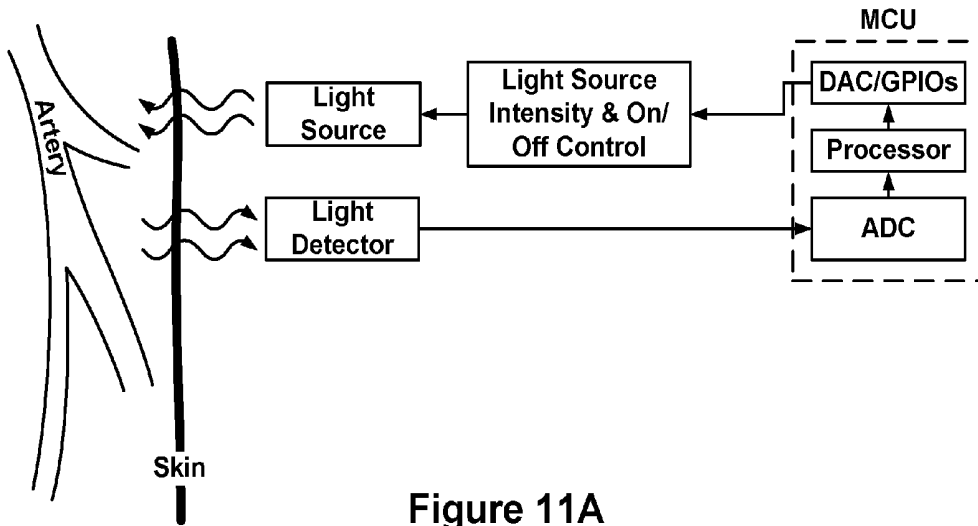 MCU
Artery
Light
Source
Light Source
Intensity & On/
Off Control
DAC/GPIOs
Processor
Light
Detector
ADC
Skin
Figure 11A